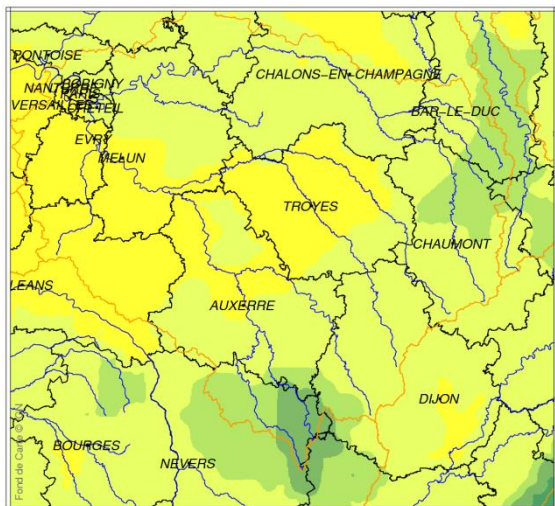 PONTOISE
CHALONS-EN-CHAMPAGNE
BOBIGNY
NANTERRE
PARIS
VERSAILLES
CRETEIL
BAR-LE-DUC
EVRY
MELUN
TROYES
CHAUMONT
LEANS
AUXERRE
DIJON
BOURGES
NEVERS
Fond de Carte © IGN